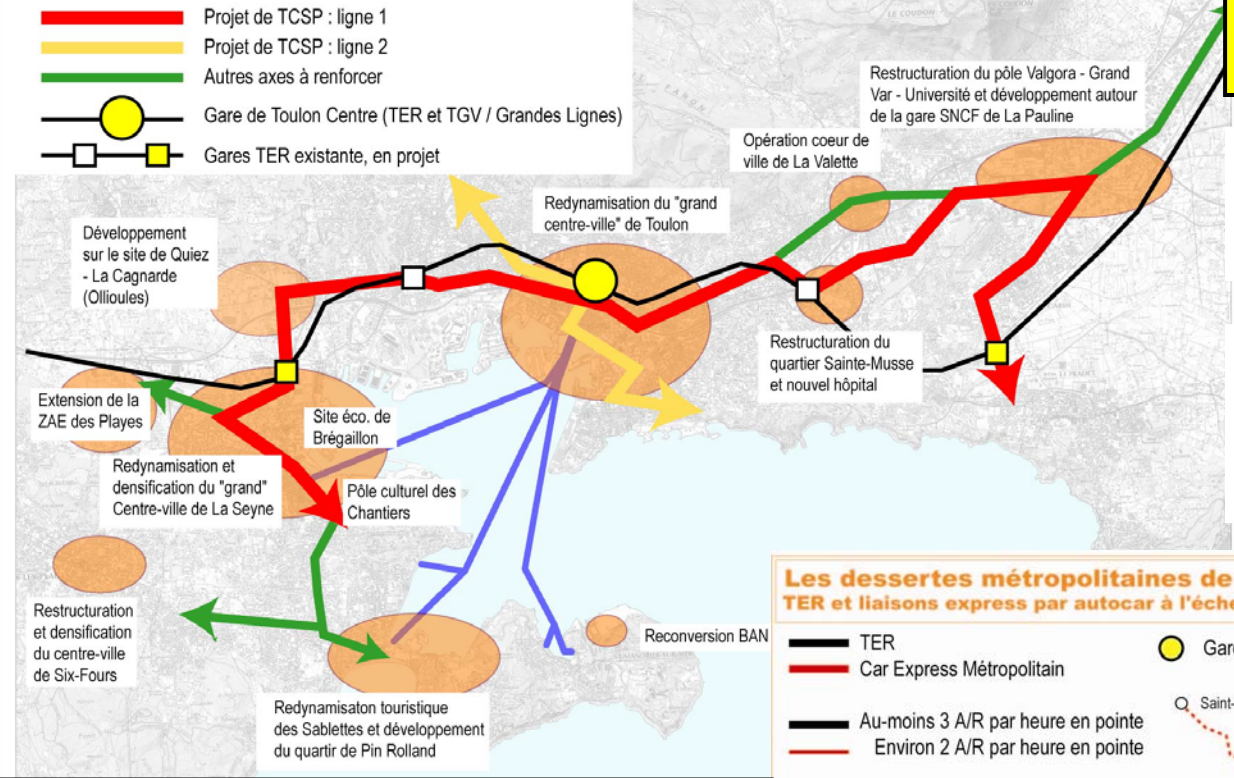 Projet de TCSP : ligne 1
Projet de TCSP : ligne 2
Autres axes à renforcer
Gare de Toulon Centre (TER et TGV / Grandes Lignes)
Gares TER existante, en projet
LE COUDON
Restructuration du pôle Valgora - Grand
Var - Université et développement autour
de la gare SNCF de La Pauline
Opération coeur de
ville de La Valette
Redynamisation du "grand
centre-ville" de Toulon
Développement
sur le site de Quiez
- La Cagnarde
(Ollioules)
Restructuration du
quartier Sainte-Musse
et nouvel hôpital
Extension de la
ZAE des Playes
Site éco. de
Brégaillon
Redynamisation et
densification du "grand"
Centre-ville de La Seyne
Pôle culturel des
Chantiers
Restructuration
et densification
du centre-ville
de Six-Fours
Reconversion BAN
Redynamisaton touristique
des Sablettes et développement
du quartir de Pin Rolland
Les dessertes métropolitaines de
TER et liaisons express par autocar à l'éche
TER
Car Express Métropolitain
Gare
Au-moins 3 A/R par heure en pointe
Environ 2 A/R par heure en pointe
Saint-